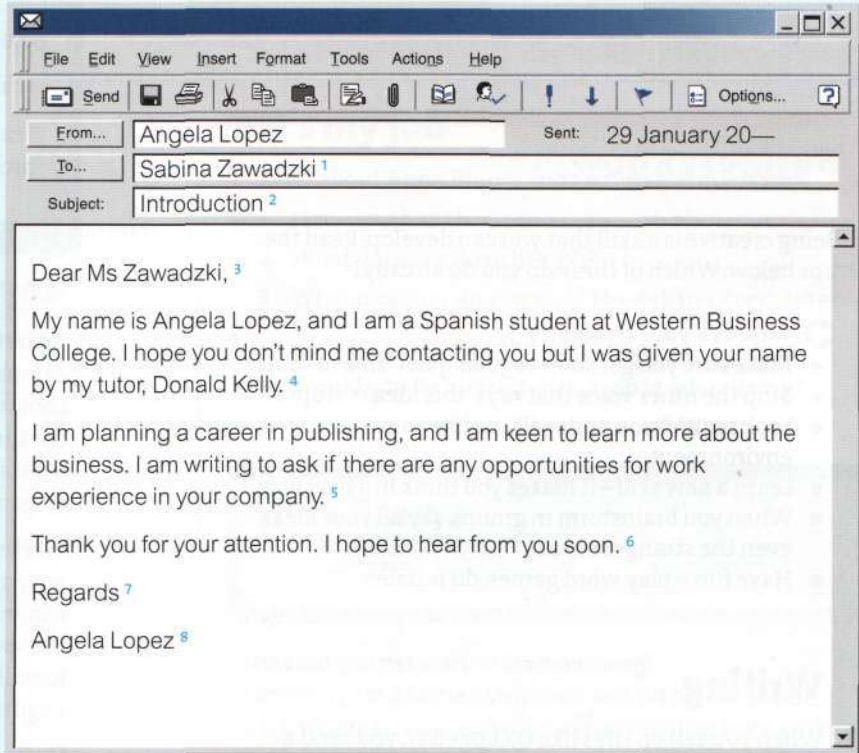 File Edit View Insert Format Tools Actions Help
Send Options...
From... Angela Lopez Sent: 29 January 20—
To... Sabina Zawadzki 1
Subject: Introduction 2
Dear Ms Zawadzki, 3
My name is Angela Lopez, and I am a Spanish student at Western Business
College. I hope you don't mind me contacting you but I was given your name
by my tutor, Donald Kelly. 4
I am planning a career in publishing, and I am keen to learn more about the
business. I am writing to ask if there are any opportunities for work
experience in your company. 5
Thank you for your attention. I hope to hear from you soon. 6
Regards 7
Angela Lopez 8